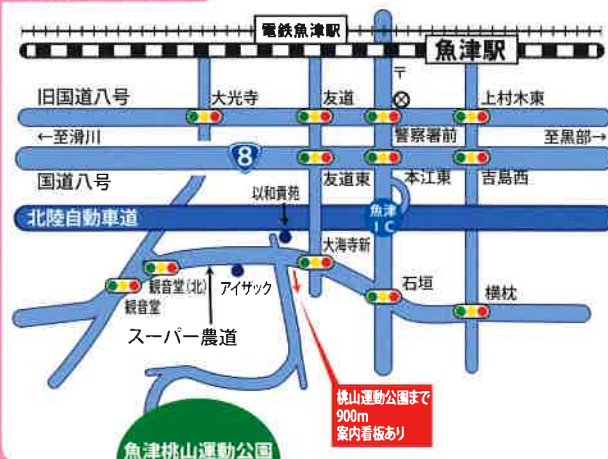 電鉄魚津駅
魚津駅
〒
旧国道八号
大光寺
友道
上村木東
←至滑川
警察署前
至黒部→
8
国道八号
友道東
本江東
吉島西
以和貴苑
北陸自動車道
魚津
IC
大海寺新
観音堂(北)
アイザック
石垣
横枕
観音堂
スーパー農道
桃山運動公園まで
900m
案内看板あり
魚津桃山運動公園